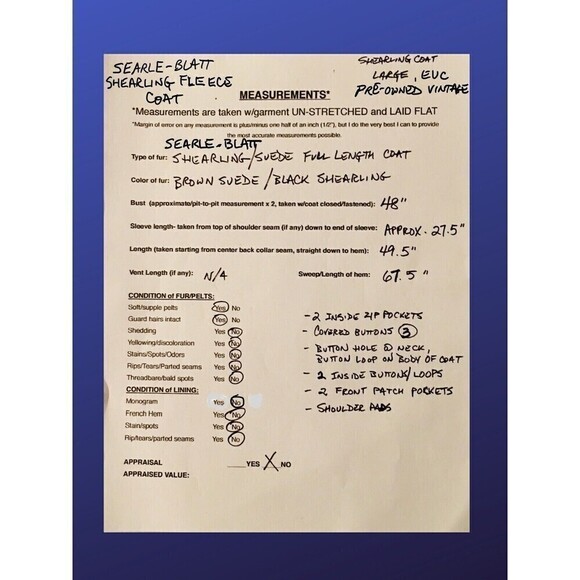 SEARLE-BLATT
SHEARLING FLEECE
COAT
SHEARLING COAT
LARGE, EUC
PRE-OWNED VINTAGE
MEASUREMENTS*
*Measurements are taken w/garment UN-STRETCHED and LAID FLAT
*Margin of error on any measurement is plus/minus one half of an inch (1/2"), but I do the very best I can to provide
the most accurate measurements possible.
SEARLE-BLATT
Type of fur: SHEARLING/SUEDE FULL LENGTH COAT
Color of fur: BROWN SUEDE/BLACK SHEARLING
Bust (approximate/pit-to-pit measurement x 2, taken w/coat closed/fastened): 48"
Sleeve length- taken from top of shoulder seam (if any) down to end of sleeve: APPROX. 27.5"
Length (taken starting from center back collar seam, straight down to hem): 49.5"
Vent Length (if any): N/A Sweep/Length of hem: 67.5"
CONDITION of FUR/PELTS:
Soft/supple pelts Yes No
Guard hairs intact Yes No
Shedding Yes No
Yellowing/discoloration Yes No
Stains/Spots/Odors Yes No
Rips/Tears/Parted seams Yes No
Threadbare/bald spots Yes No
CONDITION of LINING:
Monogram Yes No
French Hem Yes No
Stain/spots Yes No
Rip/tears/parted seams Yes No
- 2 INSIDE ZIP POCKETS
- COVERED BUTTONS 3
- BUTTON HOLE @ NECK,
BUTTON LOOP ON BODY OF COAT
- 2 INSIDE BUTTONS/LOOPS
- 2 FRONT PATCH POCKETS
- SHOULDER PADS
APPRAISAL ___YES X NO
APPRAISED VALUE: